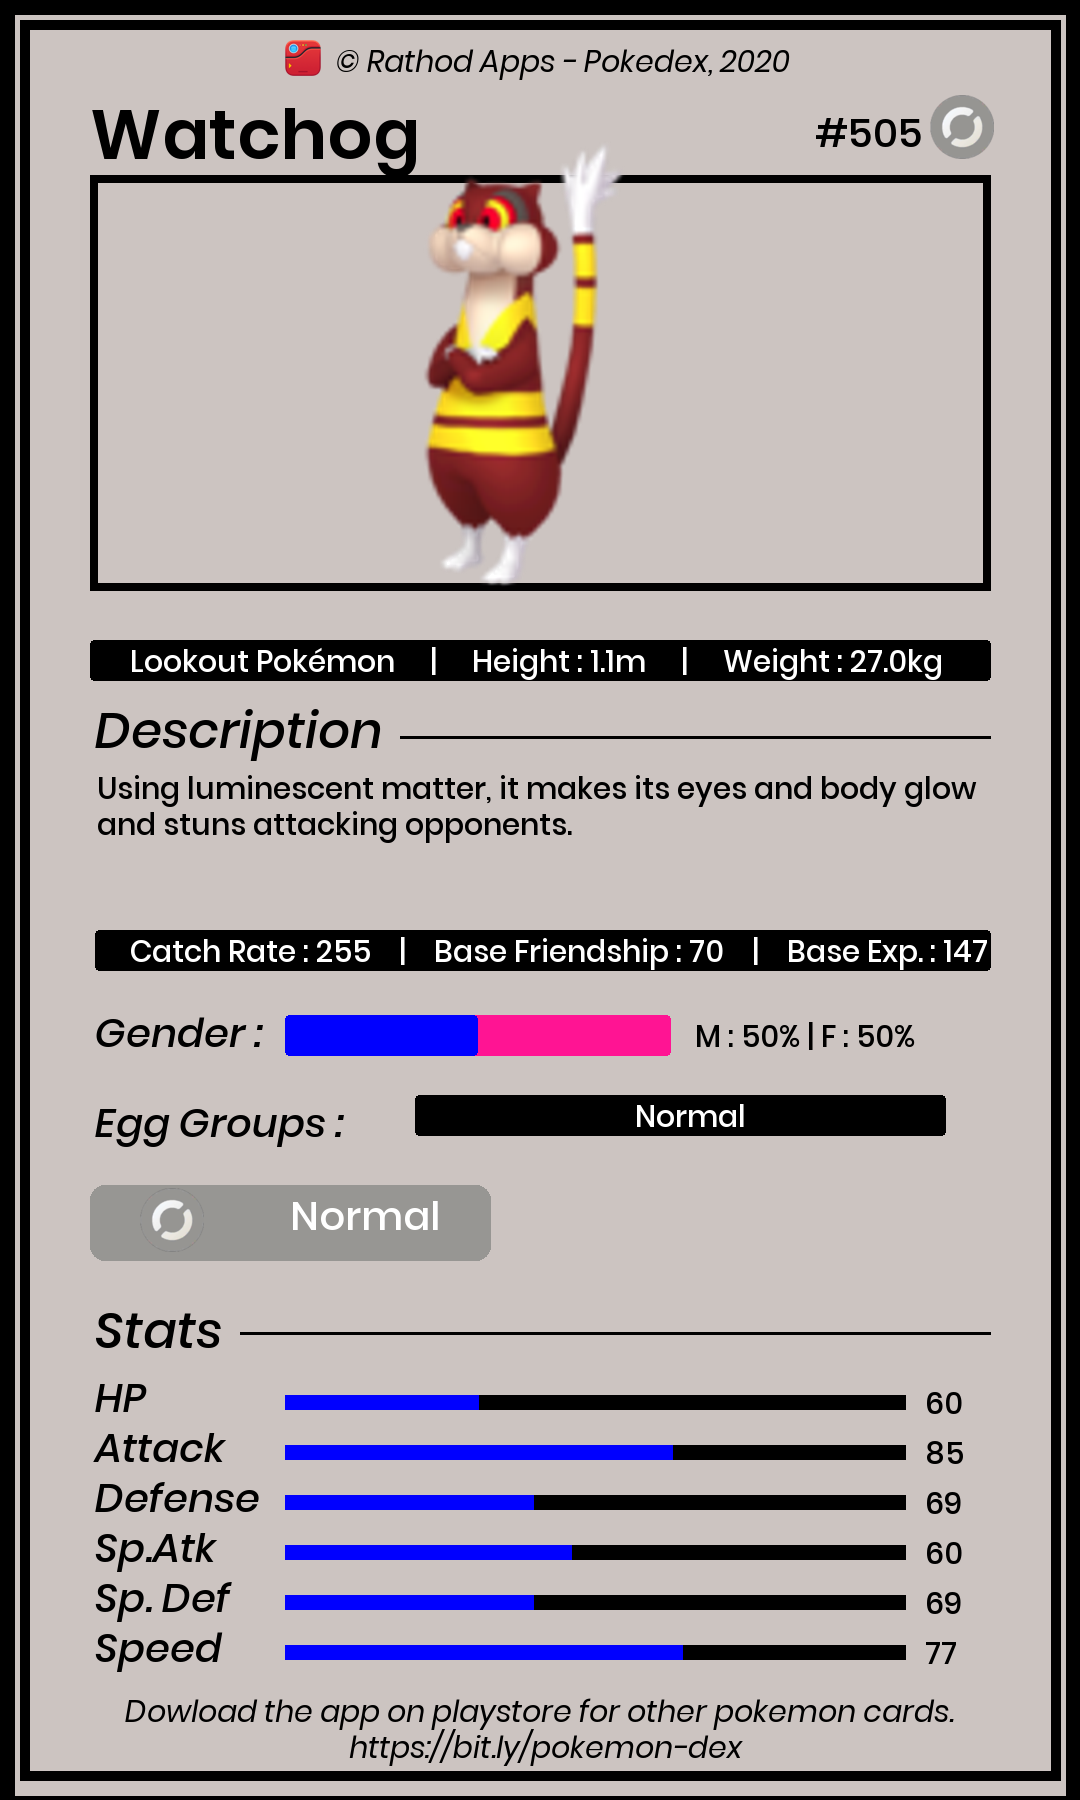 © Rathod Apps - Pokedex, 2020
Watchog
#505
Lookout Pokémon | Height : 1.1m | Weight : 27.0kg
Description
Using luminescent matter, it makes its eyes and body glow
and stuns attacking opponents.
Catch Rate : 255 | Base Friendship : 70 | Base Exp. : 147
Gender : M : 50% | F : 50%
Egg Groups : Normal
Normal
Stats
HP 60
Attack 85
Defense 69
Sp.Atk 60
Sp. Def 69
Speed 77
Dowload the app on playstore for other pokemon cards.
https://bit.ly/pokemon-dex